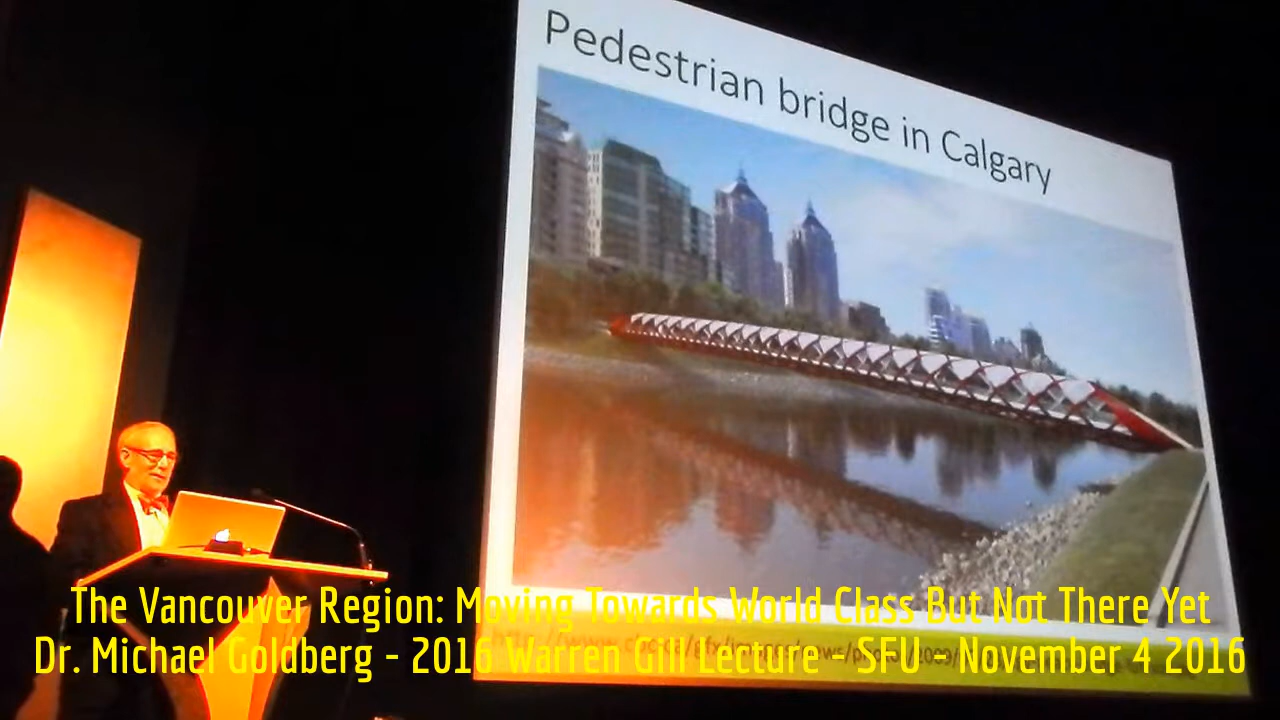 Pedestrian bridge in Calgary
The Vancouver Region: Moving Towards World Class But Not There Yet
Dr. Michael Goldberg - 2016 Warren Gill Lecture - SFU - November 4 2016